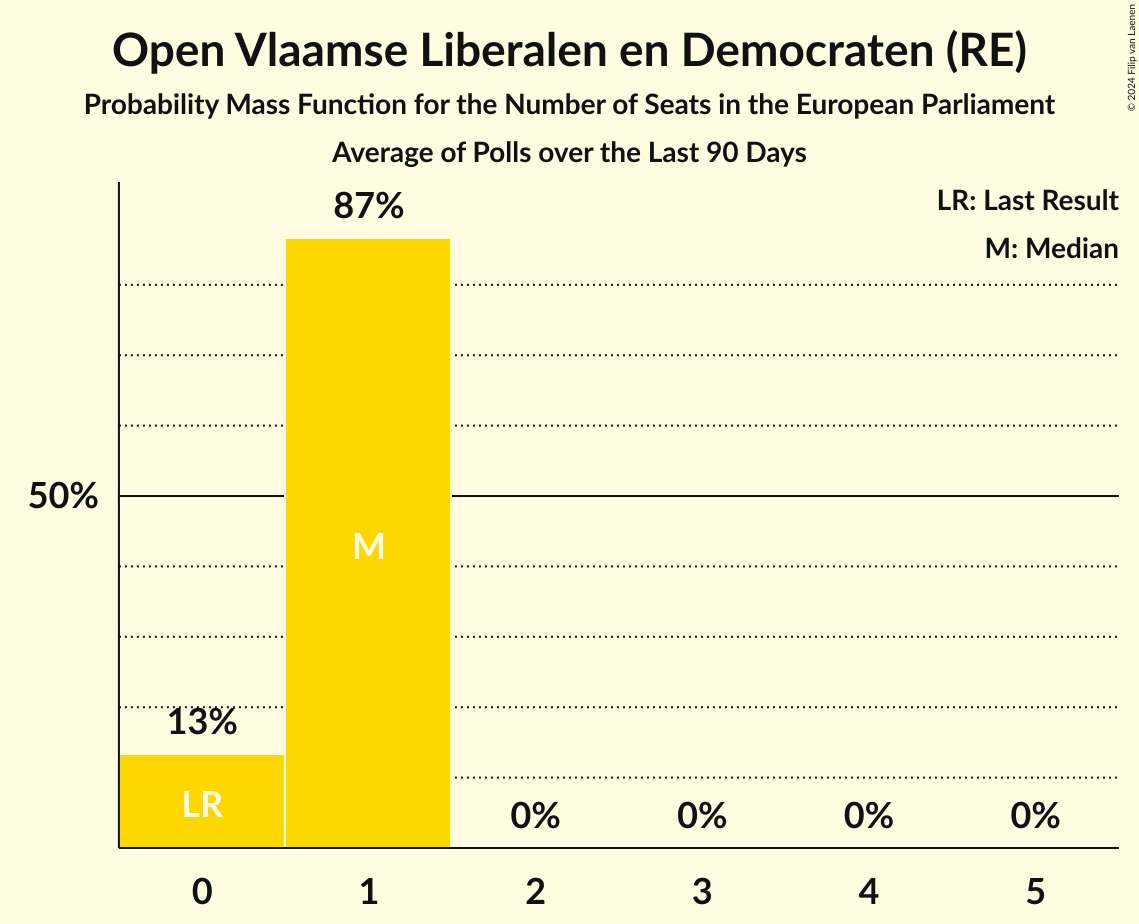 Open Vlaamse Liberalen en Democraten (RE)
Probability Mass Function for the Number of Seats in the European Parliament
Average of Polls over the Last 90 Days
© 2024 Filip van Laenen
LR: Last Result
M: Median
87%
50%
M
13%
LR
0%
0%
0%
0%
0
1
2
3
4
5